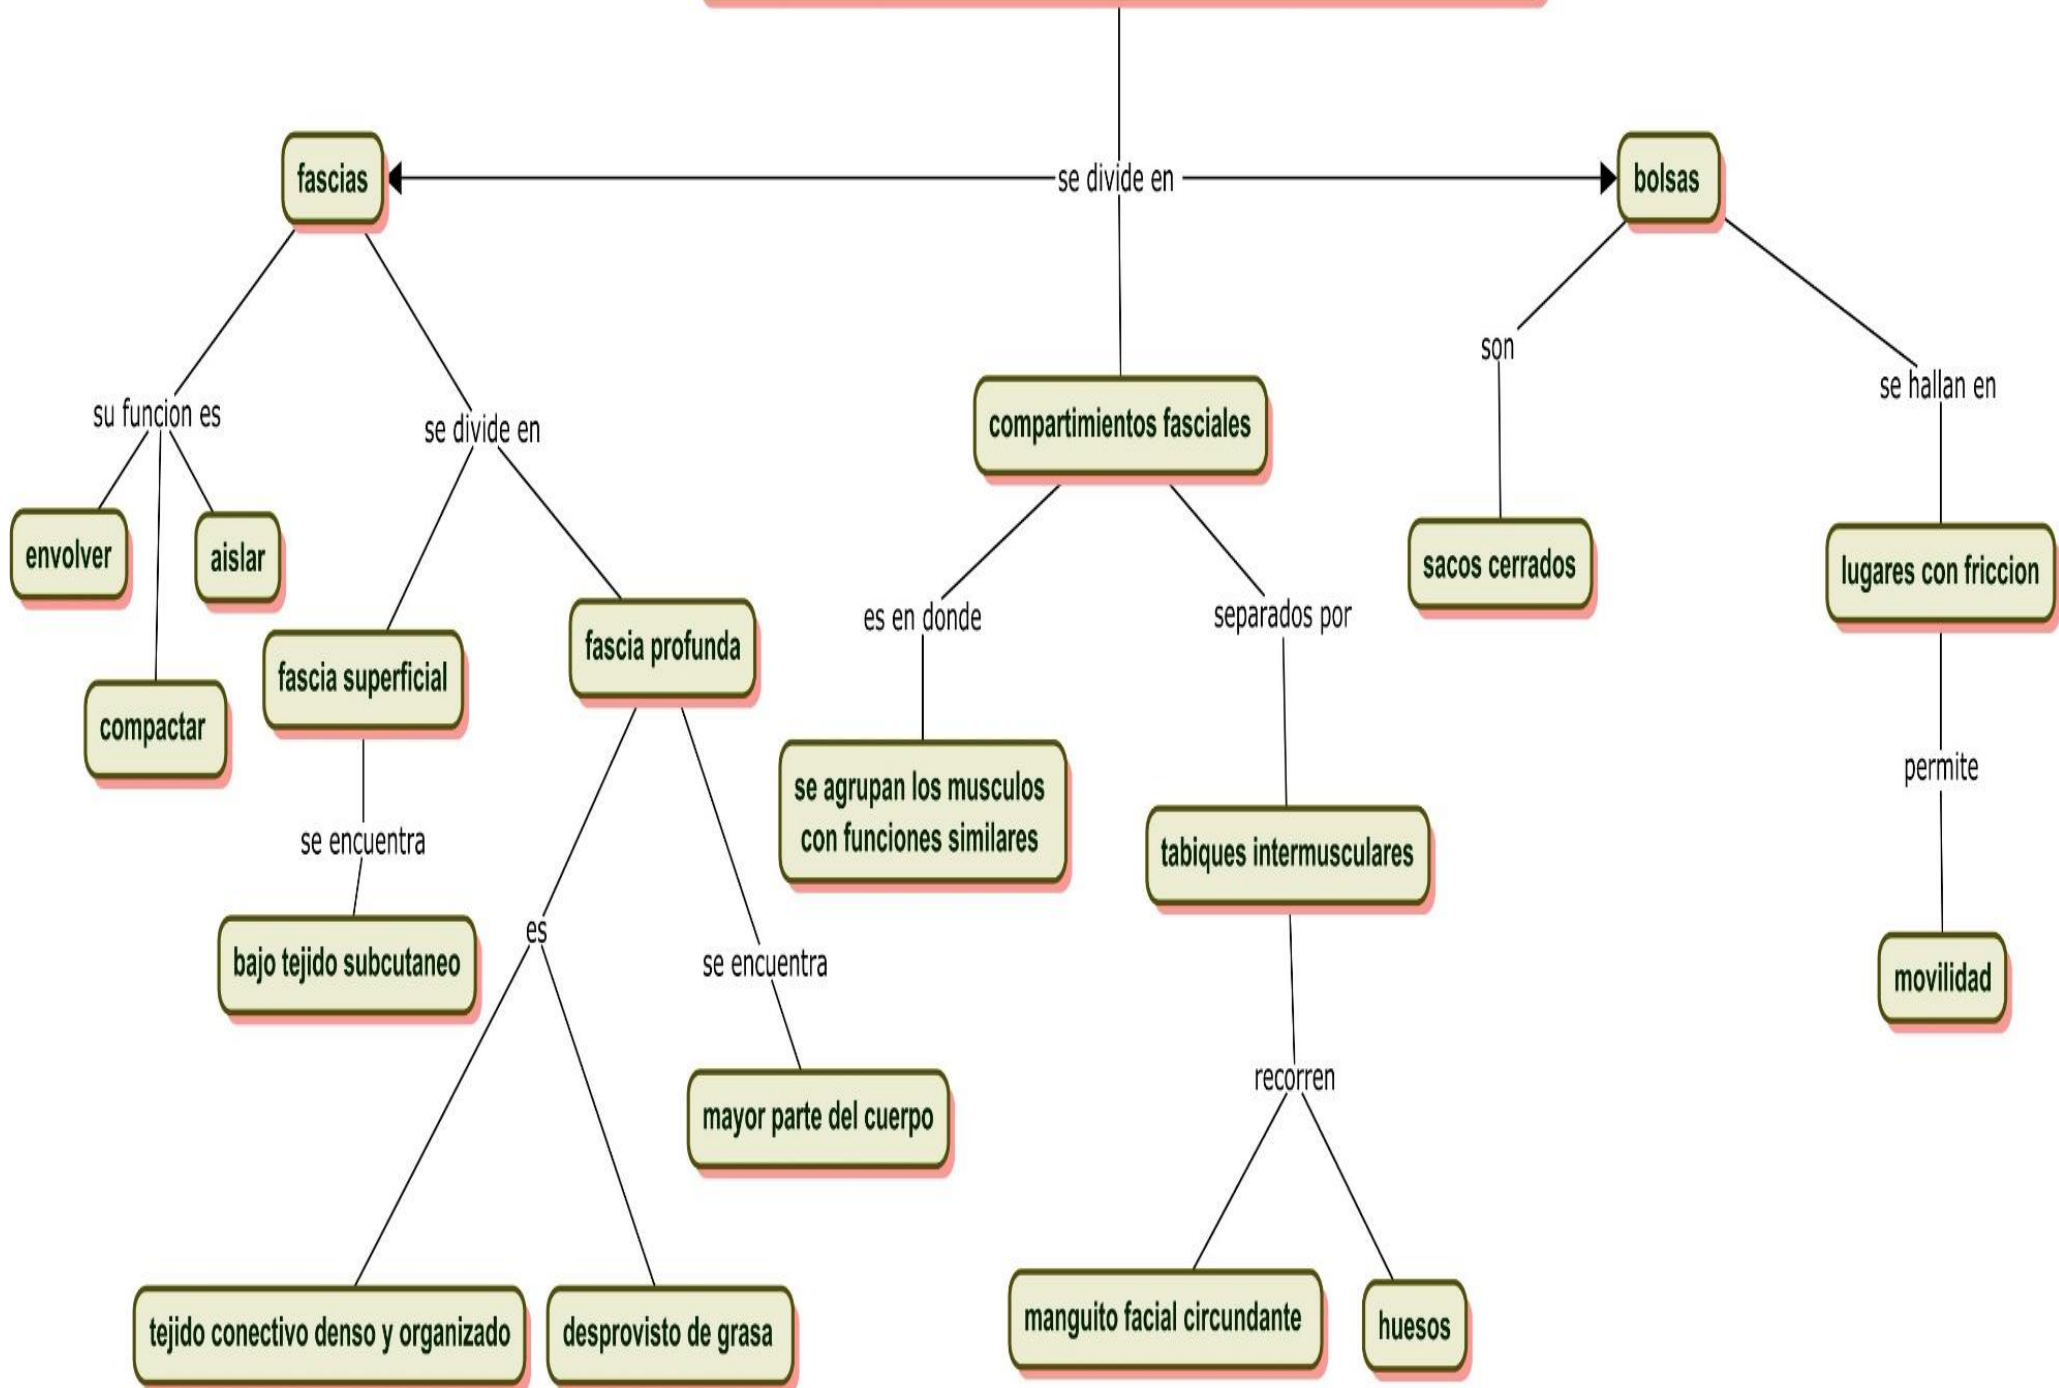 fascias
se divide en
bolsas
son
se hallan en
su funcion es
se divide en
compartimientos fasciales
envolver
aislar
sacos cerrados
lugares con friccion
es en donde
separados por
fascia superficial
fascia profunda
compactar
se agrupan los musculos
con funciones similares
permite
se encuentra
tabiques intermusculares
bajo tejido subcutaneo
es
se encuentra
movilidad
recorren
mayor parte del cuerpo
tejido conectivo denso y organizado
desprovisto de grasa
manguito facial circundante
huesos